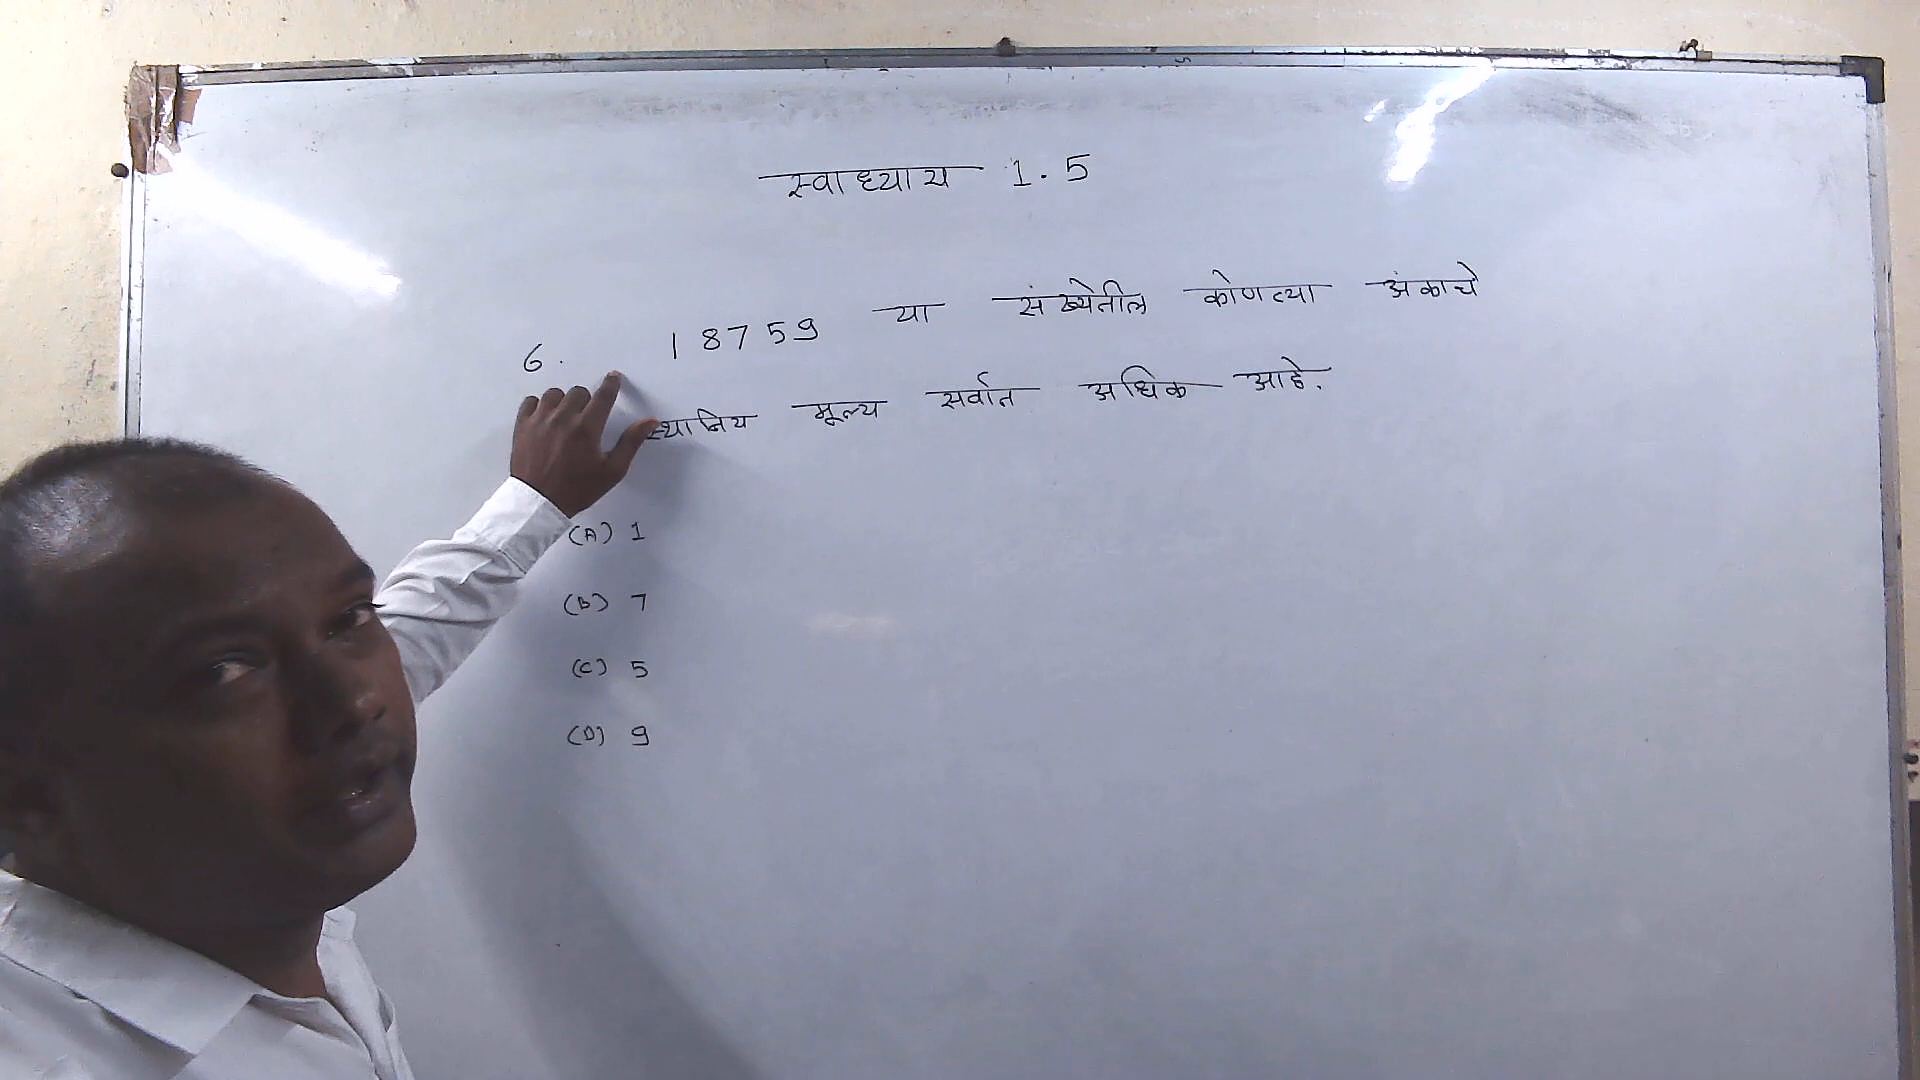 स्वाध्याय 1.5
6. 18759 या संख्येतील कोणत्या अंकाचे
स्थानिय मूल्य सर्वात अधिक आहे.
(A) 1
(B) 7
(C) 5
(D) 9